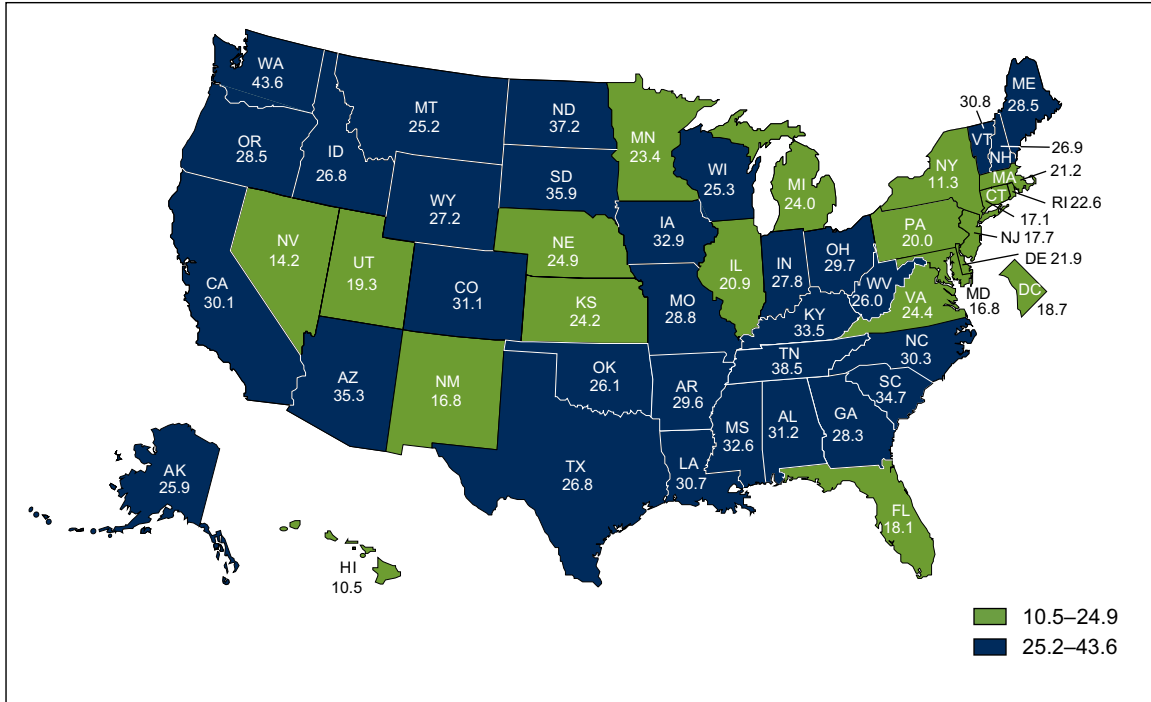 WA
43.6
MT
25.2
ND
37.2
MN
23.4
ME
28.5
30.8
VT
NH
26.9
OR
28.5
ID
26.8
SD
35.9
WI
25.3
MI
24.0
NY
11.3
MA
21.2
CT
RI 22.6
17.1
WY
27.2
IA
32.9
PA
20.0
NJ 17.7
NV
14.2
UT
19.3
NE
24.9
IL
20.9
IN
27.8
OH
29.7
DE 21.9
CA
30.1
CO
31.1
KS
24.2
MO
28.8
WV
26.0
VA
24.4
MD
16.8
DC
18.7
KY
33.5
AZ
35.3
NM
16.8
OK
26.1
AR
29.6
TN
38.5
NC
30.3
SC
34.7
MS
32.6
AL
31.2
GA
28.3
AK
25.9
TX
26.8
LA
30.7
FL
18.1
HI
10.5
10.5–24.9
25.2–43.6